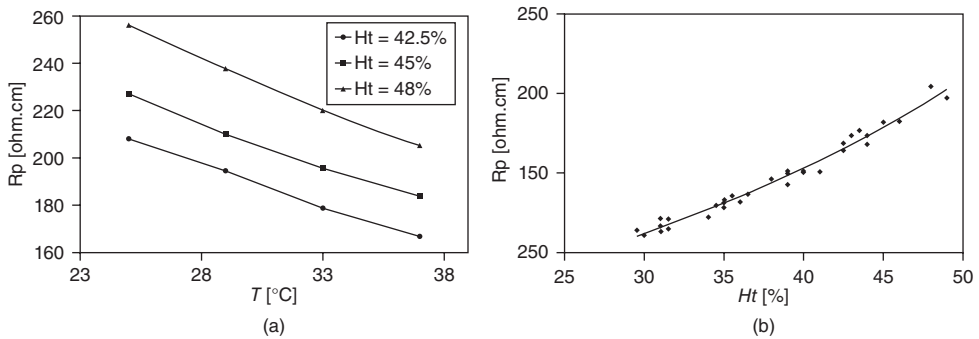 260
240
220
200
180
160
Rp [ohm.cm]
Ht = 42.5%
Ht = 45%
Ht = 48%
23
28
33
38
T [°C]
(a)
250
200
150
250
Rp [ohm.cm]
25
30
35
40
45
50
Ht [%]
(b)